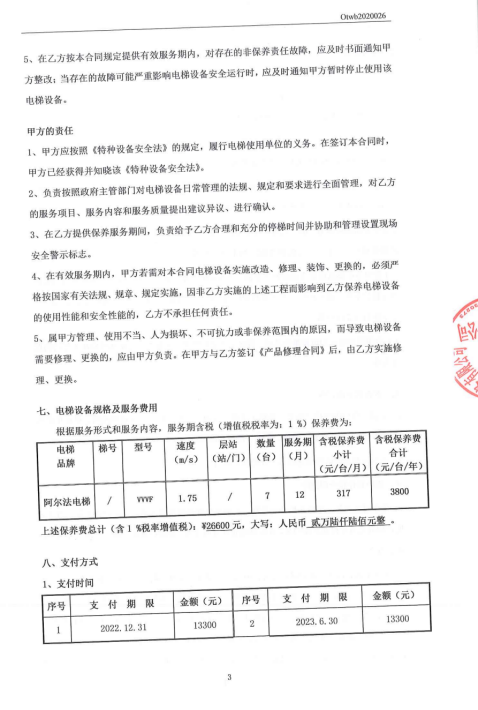 Otwb2020026
5、在乙方按本合同规定提供有效服务期内，对存在的非保养责任故障，应及时书面通知甲
方整改；当存在的故障可能严重影响电梯设备安全运行时，应及时通知甲方暂时停止使用该
电梯设备。
甲方的责任
1、甲方应按照《特种设备安全法》的规定，履行电梯使用单位的义务。在签订本合同时，
甲方已经获得并知晓该《特种设备安全法》。
2、负责按照政府主管部门对电梯设备日常管理的法规、规定和要求进行全面管理，对乙方
的服务项目、服务内容和服务质量提出建议异议、进行确认。
3、在乙方提供保养服务期间，负责给予乙方合理和充分的停梯时间并协助和管理设置现场
安全警示标志。
4、在有效服务期内，甲方若需对本合同电梯设备实施改造、修理、装饰、更换的，必须严
格按国家有关法规、规章、规定实施，因非乙方实施的上述工程而影响到乙方保养电梯设备
的使用性能和安全性能的，乙方不承担任何责任。
5、属甲方管理、使用不当、人为损坏、不可抗力或非保养范围内的原因，而导致电梯设备
需要修理、更换的，应由甲方负责。在甲方与乙方签订《产品修理合同》后，由乙方实施修
理、更换。
七、电梯设备规格及服务费用
根据服务形式和服务内容，服务期含税（增值税税率为：1 %）保养费为：
电梯品牌 梯号 型号 速度（m/s） 层站（站/门） 数量（台） 服务期（月） 含税保养费小计（元/台/月） 含税保养费合计（元/台/年）
阿尔法电梯 / VVVF 1.75 / 7 12 317 3800
上述保养费总计（含 1 %税率增值税）：¥26600 元，大写：人民币 贰万陆仟陆佰元整 。
八、支付方式
1、支付时间
序号 支 付 期 限 金额（元） 序号 支 付 期 限 金额（元）
1 2022.12.31 13300 2 2023.6.30 13300
3
公司